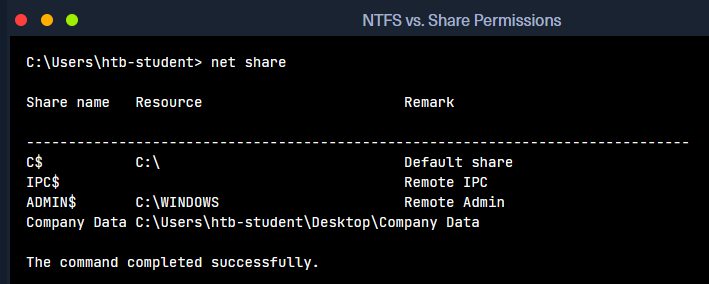 NTFS vs. Share Permissions
C:\Users\htb-student> net share
Share name   Resource                        Remark
-------------------------------------------------------------------------------
C$           C:\                             Default share
IPC$                                         Remote IPC
ADMIN$       C:\WINDOWS                      Remote Admin
Company Data C:\Users\htb-student\Desktop\Company Data
The command completed successfully.